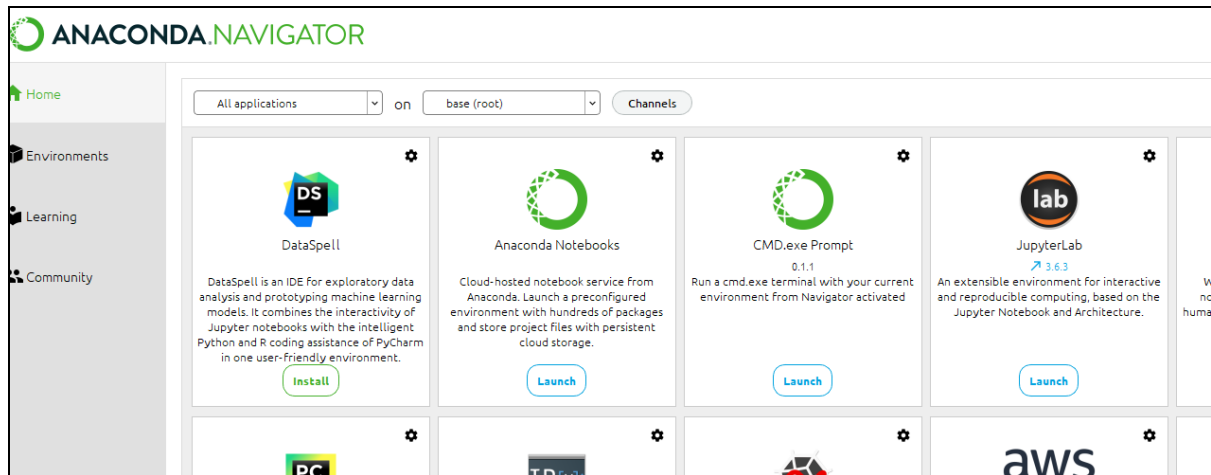 ANACONDA.NAVIGATOR
Home
Environments
Learning
Community
All applications
on
base (root)
Channels
DS
DataSpell
DataSpell is an IDE for exploratory data
analysis and prototyping machine learning
models. It combines the interactivity of
Jupyter notebooks with the intelligent
Python and R coding assistance of PyCharm
in one user-friendly environment.
Install
Anaconda Notebooks
Cloud-hosted notebook service from
Anaconda. Launch a preconfigured
environment with hundreds of packages
and store project files with persistent
cloud storage.
Launch
CMD.exe Prompt
0.1.1
Run a cmd.exe terminal with your current
environment from Navigator activated
Launch
lab
JupyterLab
3.6.3
An extensible environment for interactive
and reproducible computing, based on the
Jupyter Notebook and Architecture.
Launch
PC
aws